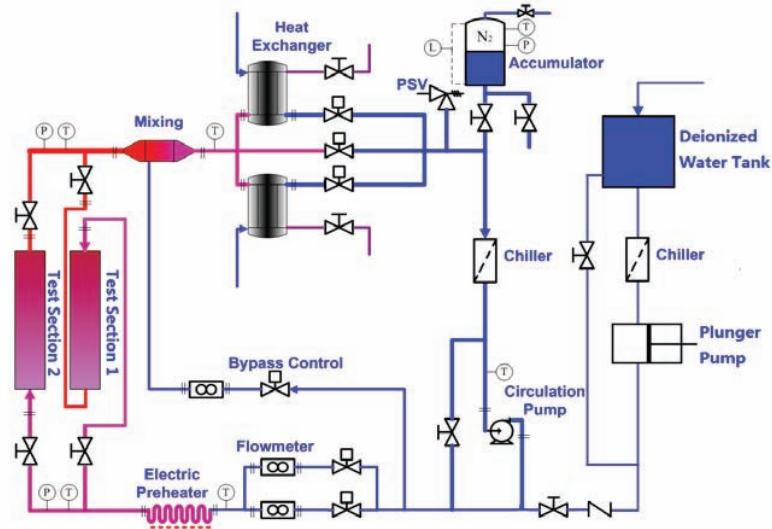 Heat
Exchanger
N₂
T
P
L
Accumulator
PSV
Mixing
P
T
T
Deionized
Water Tank
Chiller
Chiller
Test Section 2
Test Section 1
Plunger
Pump
Bypass Control
T
Circulation
Pump
Flowmeter
Electric
Preheater
P
T
T